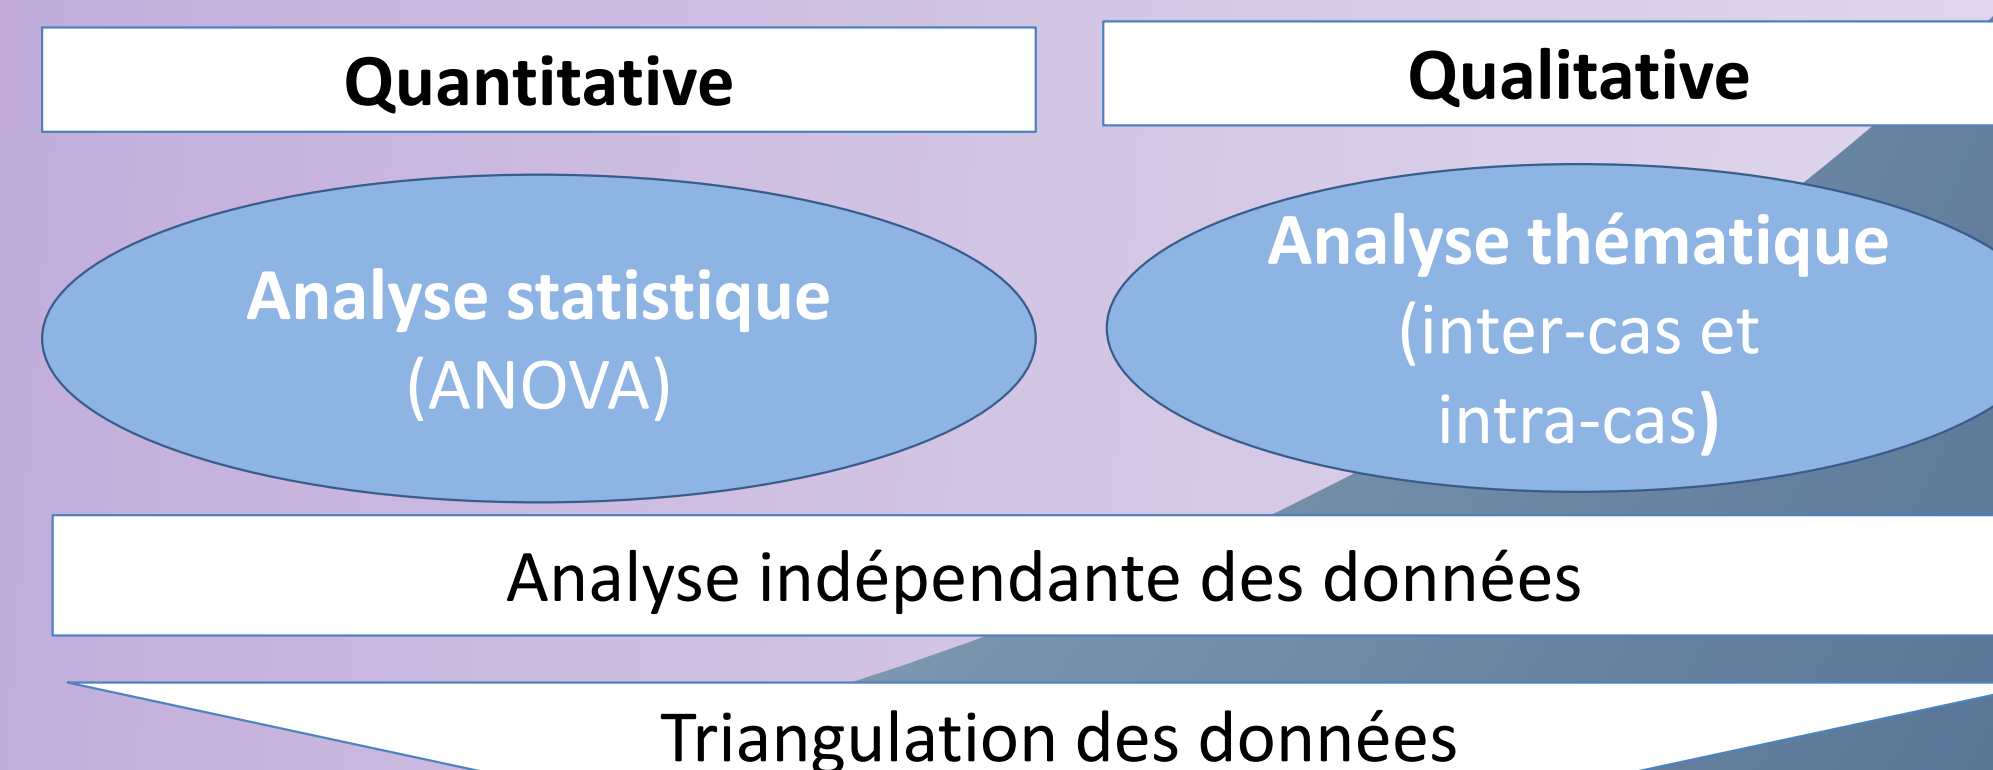 Quantitative
Qualitative
Analyse statistique
(ANOVA)
Analyse thématique
(inter-cas et
intra-cas)
Analyse indépendante des données
Triangulation des données